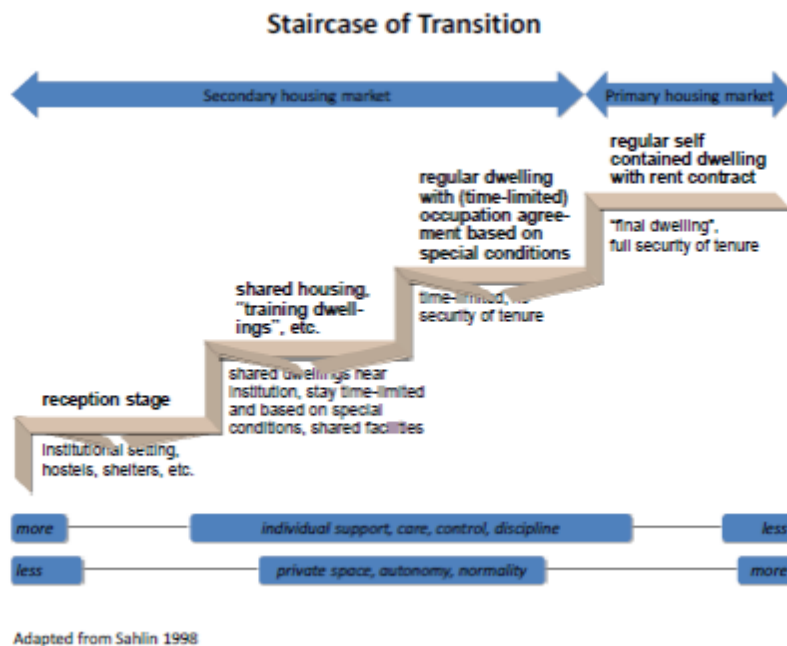 Staircase of Transition
Secondary housing market
Primary housing market
regular self
contained dwelling
with rent contract
"final dwelling",
full security of tenure
regular dwelling
with (time-limited)
occupation agree-
ment based on
special conditions
time-limited, no
security of tenure
shared housing,
"training dwell-
ings", etc.
shared dwellings near
institution, stay time-limited
and based on special
conditions, shared facilities
reception stage
Institutional setting,
hostels, shelters, etc.
more
individual support, care, control, discipline
less
less
private space, autonomy, normality
more
Adapted from Sahlin 1998